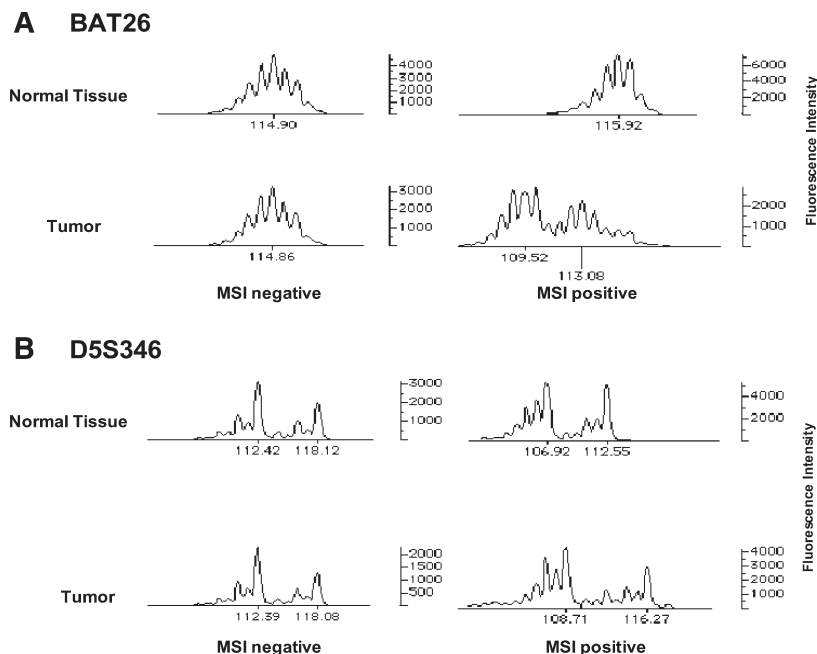 A BAT26
Normal Tissue
4000
3000
2000
1000
114.90
6000
4000
2000
115.92
Fluorescence Intensity
Tumor
3000
2000
1000
114.86
MSI negative
2000
1000
109.52
113.08
MSI positive
B D5S346
Normal Tissue
3000
2000
1000
112.42 118.12
4000
2000
106.92 112.55
Fluorescence Intensity
Tumor
2000
1500
1000
500
112.39 118.08
MSI negative
4000
3000
2000
1000
108.71 116.27
MSI positive